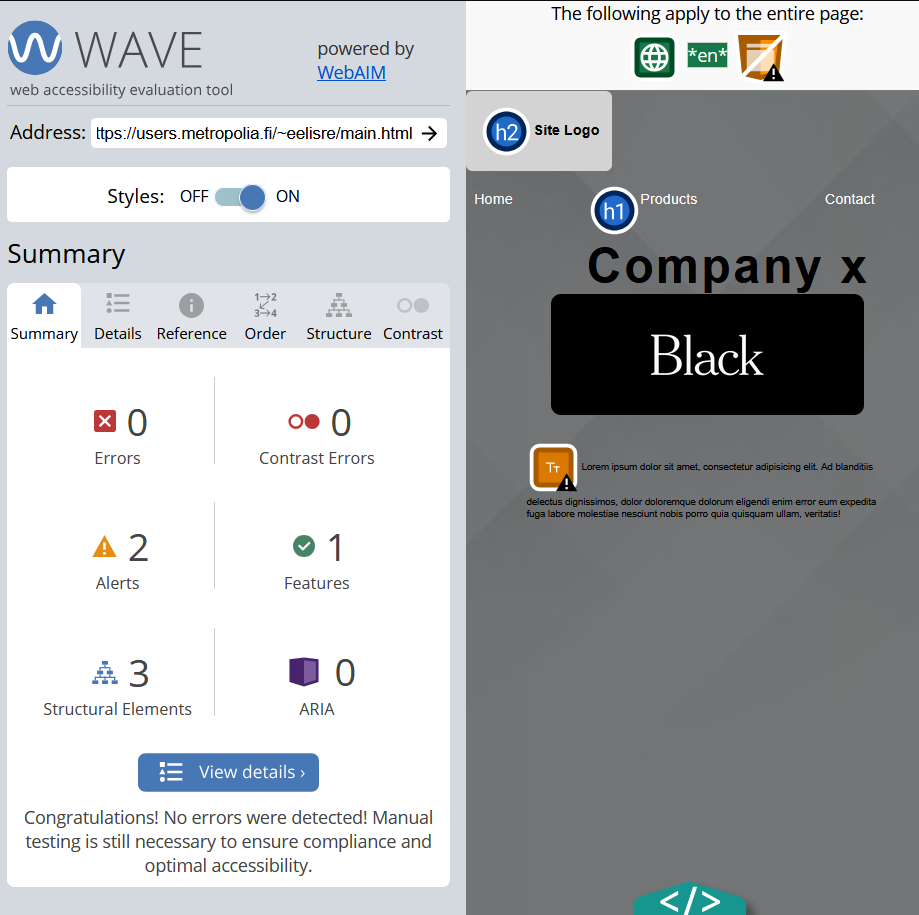 The following apply to the entire page:
*en*
WAVE
powered by
WebAIM
web accessibility evaluation tool
Address: ttps://users.metropolia.fi/~eelisre/main.html
Styles: OFF ON
Summary
Summary Details Reference Order Structure Contrast
0
Errors
0
Contrast Errors
2
Alerts
1
Features
3
Structural Elements
0
ARIA
View details ›
Congratulations! No errors were detected! Manual
testing is still necessary to ensure compliance and
optimal accessibility.
h2 Site Logo
Home h1 Products Contact
Company x
Black
TT Lorem ipsum dolor sit amet, consectetur adipisicing elit. Ad blanditiis
delectus dignissimos, dolor doloremque dolorum eligendi enim error eum expedita
fuga labore molestiae nesciunt nobis porro quia quisquam ullam, veritatis!
</>